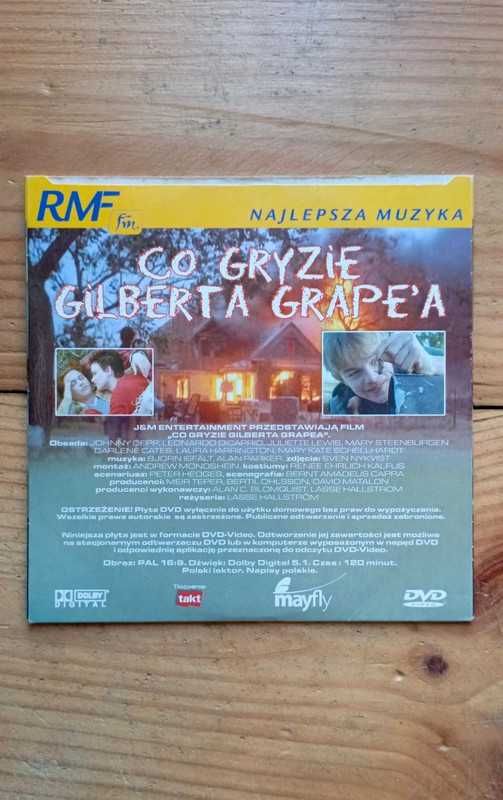 RMF fm.
NAJLEPSZA MUZYKA
CO GRYZIE
GILBERTA GRAPE'A
J&M ENTERTAINMENT PRZEDSTAWIAJĄ FILM
„CO GRYZIE GILBERTA GRAPEA".
Obsada: JOHNNY DEPP, LEONARDO DICAPRIO, JULIETTE LEWIS, MARY STEENBURGEN
DARLENE CATES, LAURA HARRINGTON, MARY KATE SCHELLHARDT
muzyka: BJORN ISFÄLT, ALAN PARKER, zdjęcia: SVEN NYKVIST
montaż: ANDREW MONDSHEIN, kostiumy: RENEE EHRLICH KALFUS
scenariusz: PETER HEDGES, scenografia: BERNT AMADEUS CAPRA
producenci: MEIR TEPER, BERTIL OHLSSON, DAVID MATALON
producenci wykonawczy: ALAN C. BLOMQUIST, LASSE HALLSTROM
reżyseria: LASSE HALLSTRÖM
OSTRZEŻENIE! Płyta DVD wyłącznie do użytku domowego bez praw do wypożyczania.
Wszelkie prawa autorskie są zastrzeżone. Publiczne odtwarzanie i sprzedaż zabronione.
Niniejsza płyta jest w formacie DVD-Video. Odtworzenie jej zawartości jest możliwe
na stacjonarnym odtwarzaczu DVD lub w komputerze wyposażonym w napęd DVD
i odpowiednią aplikację przeznaczoną do odczytu DVD-Video.
Obraz: PAL 16:9. Dźwięk: Dolby Digital 5.1. Czas: 120 minut.
Polski lektor. Napisy polskie.
DOLBY
DIGITAL
Tłoczenie:
takt
mayfly
DVD
VIDEO